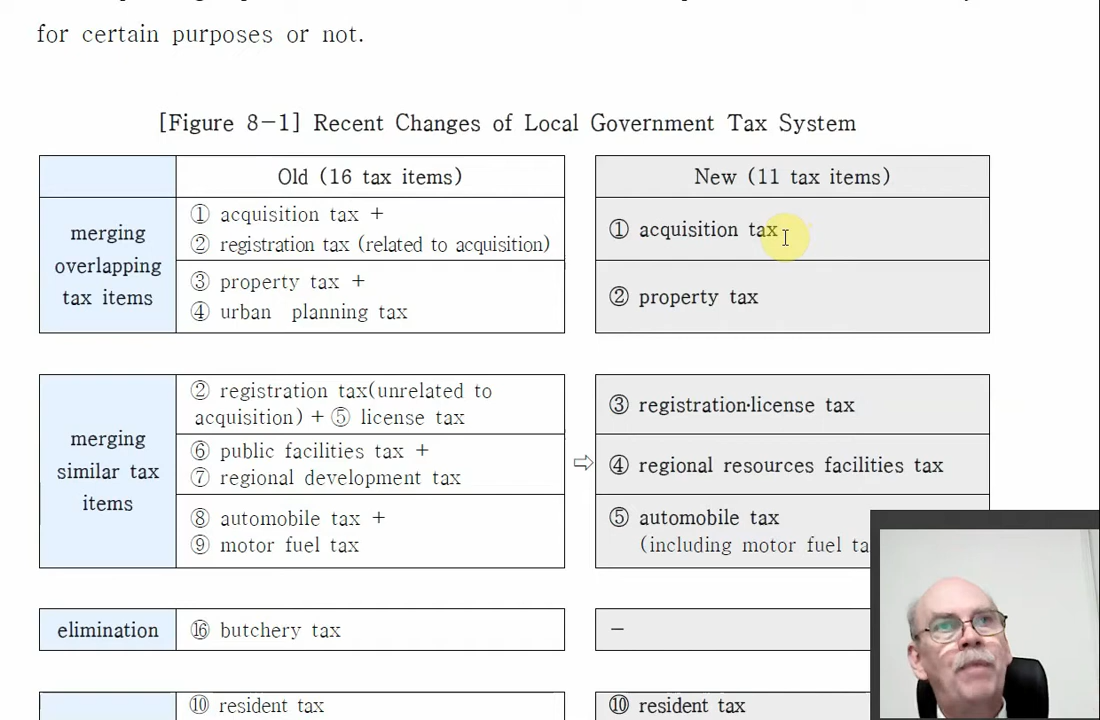 for certain purposes or not.
[Figure 8-1] Recent Changes of Local Government Tax System
Old (16 tax items)
New (11 tax items)
merging
overlapping
tax items
① acquisition tax +
② registration tax (related to acquisition)
① acquisition tax
③ property tax +
④ urban planning tax
② property tax
merging
similar tax
items
② registration tax(unrelated to
acquisition) + ⑤ license tax
③ registration·license tax
⑥ public facilities tax +
⑦ regional development tax
⇨
④ regional resources facilities tax
⑧ automobile tax +
⑨ motor fuel tax
⑤ automobile tax
(including motor fuel
elimination
⑯ butchery tax
−
⑩ resident tax
⑩ resident tax